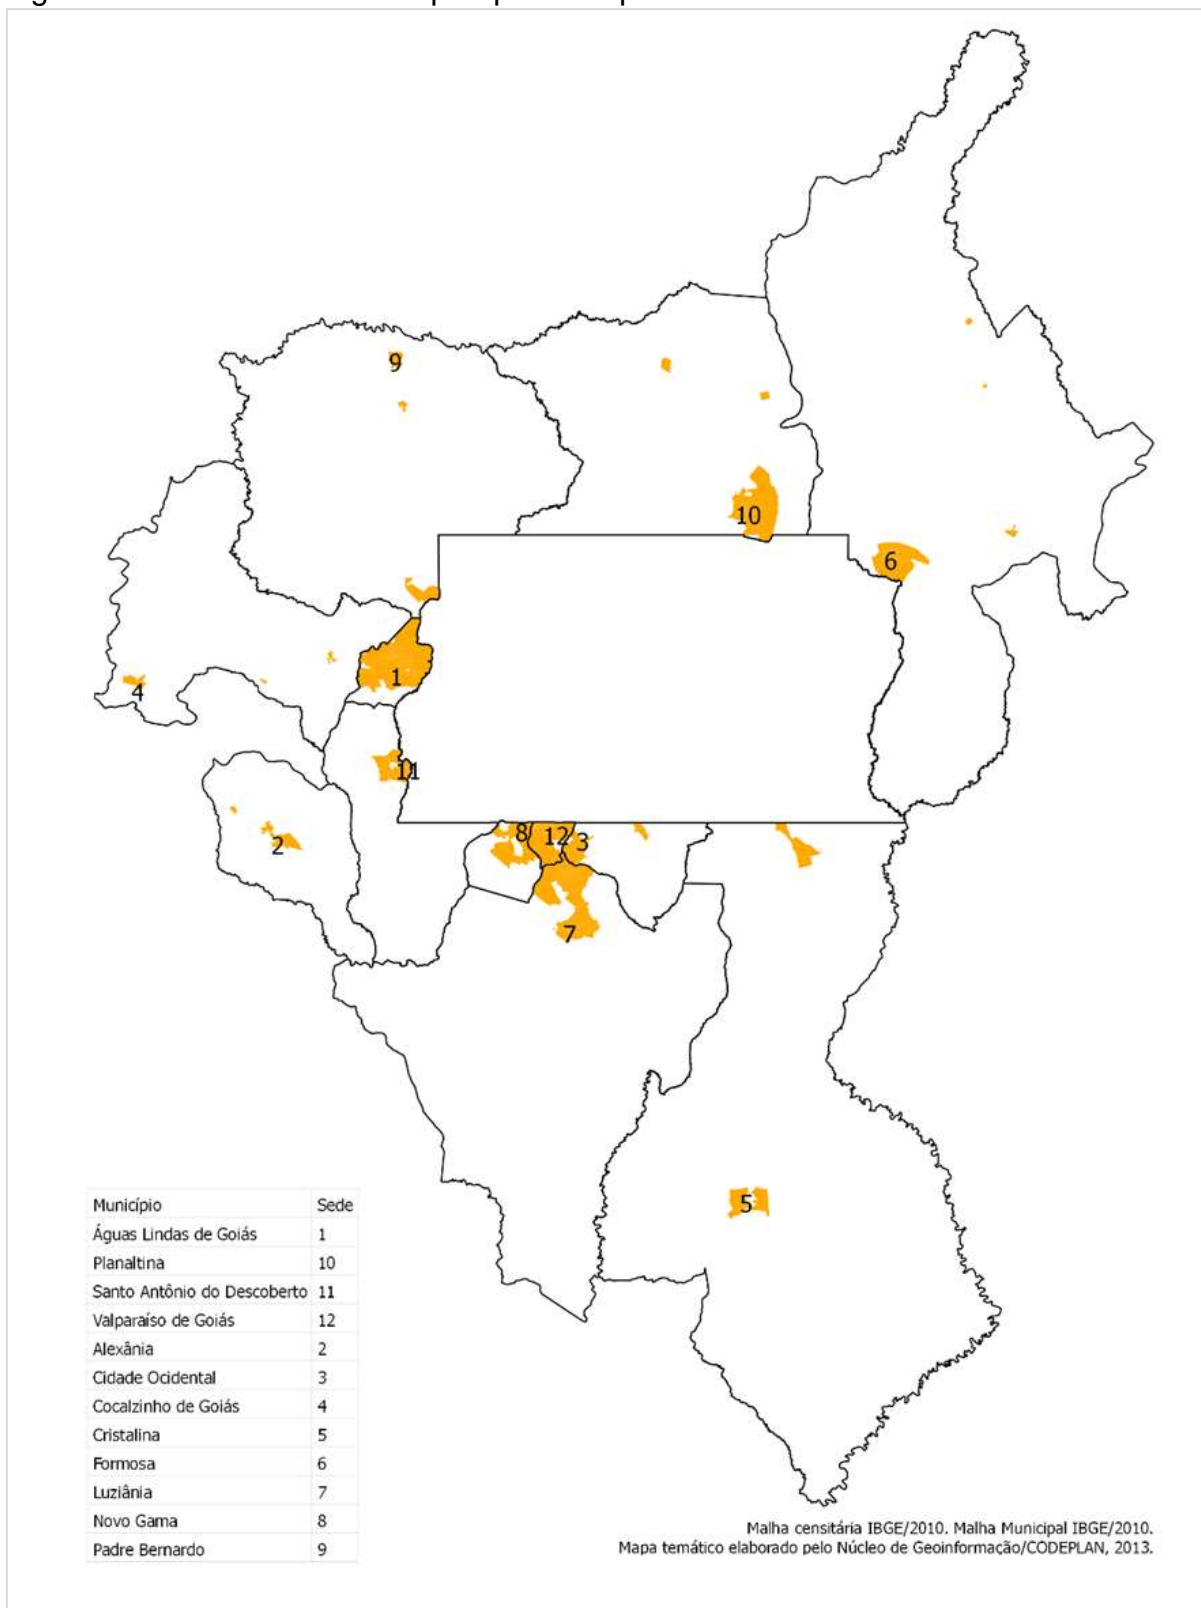 9
10
6
1
4
11
2
8
12
3
7
5
Município Sede
Águas Lindas de Goiás 1
Planaltina 10
Santo Antônio do Descoberto 11
Valparaíso de Goiás 12
Alexânia 2
Cidade Ocidental 3
Cocalzinho de Goiás 4
Cristalina 5
Formosa 6
Luziânia 7
Novo Gama 8
Padre Bernardo 9
Malha censitária IBGE/2010. Malha Municipal IBGE/2010.
Mapa temático elaborado pelo Núcleo de Geoinformação/CODEPLAN, 2013.